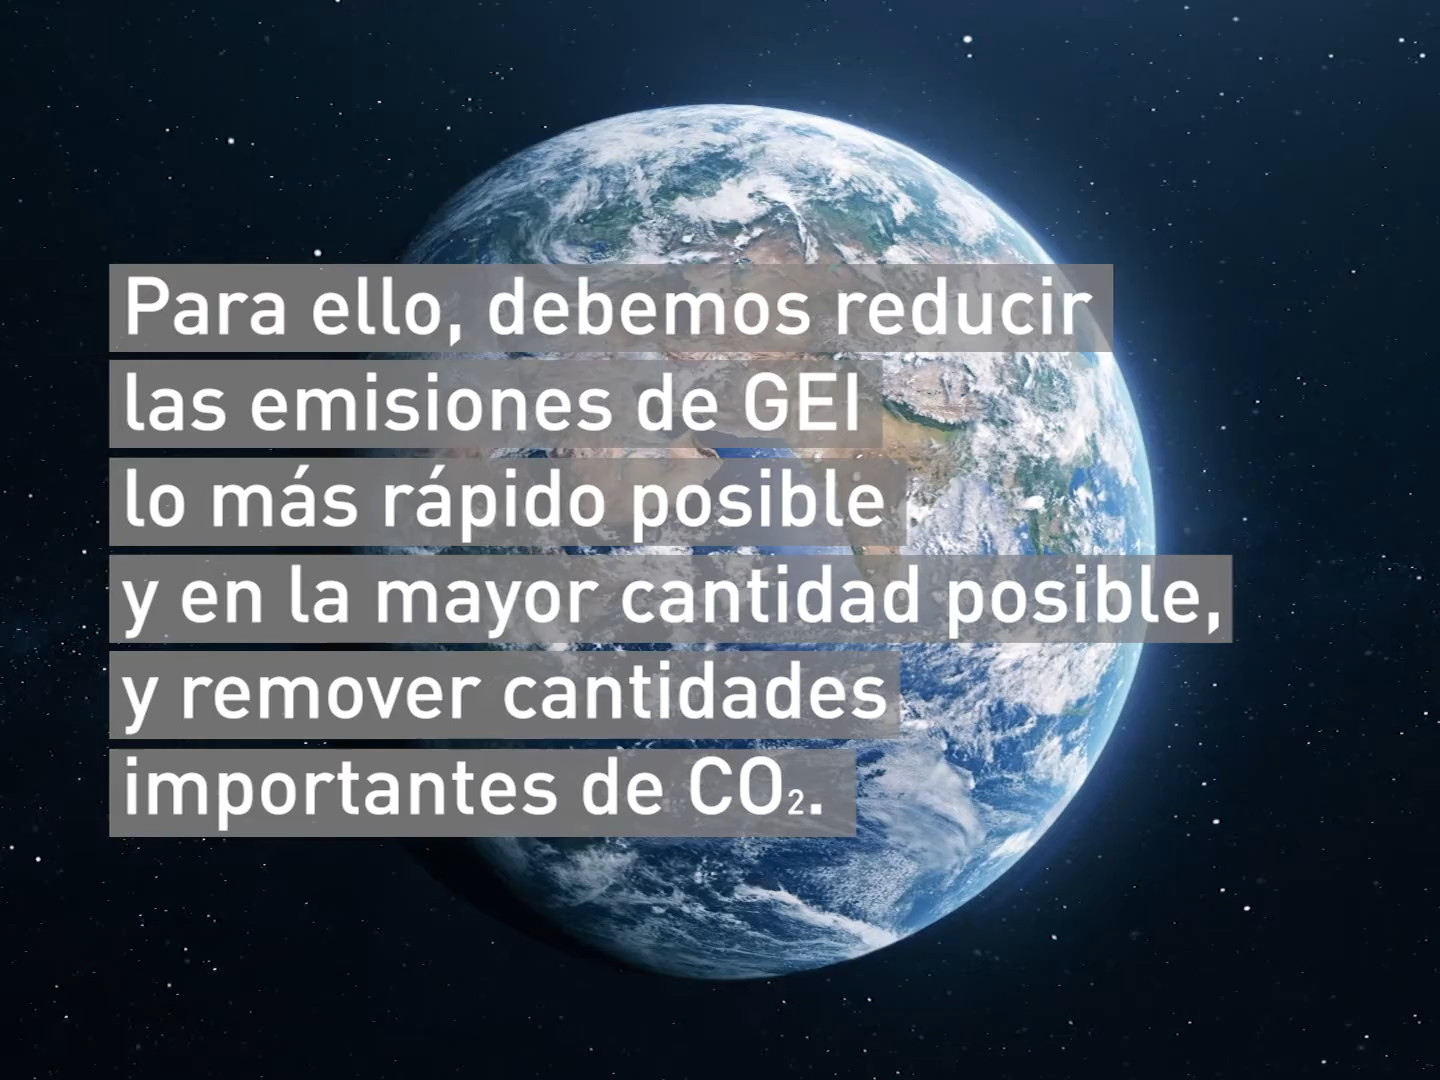 Para ello, debemos reducir
las emisiones de GEI
lo más rápido posible
y en la mayor cantidad posible,
y remover cantidades
importantes de CO₂.